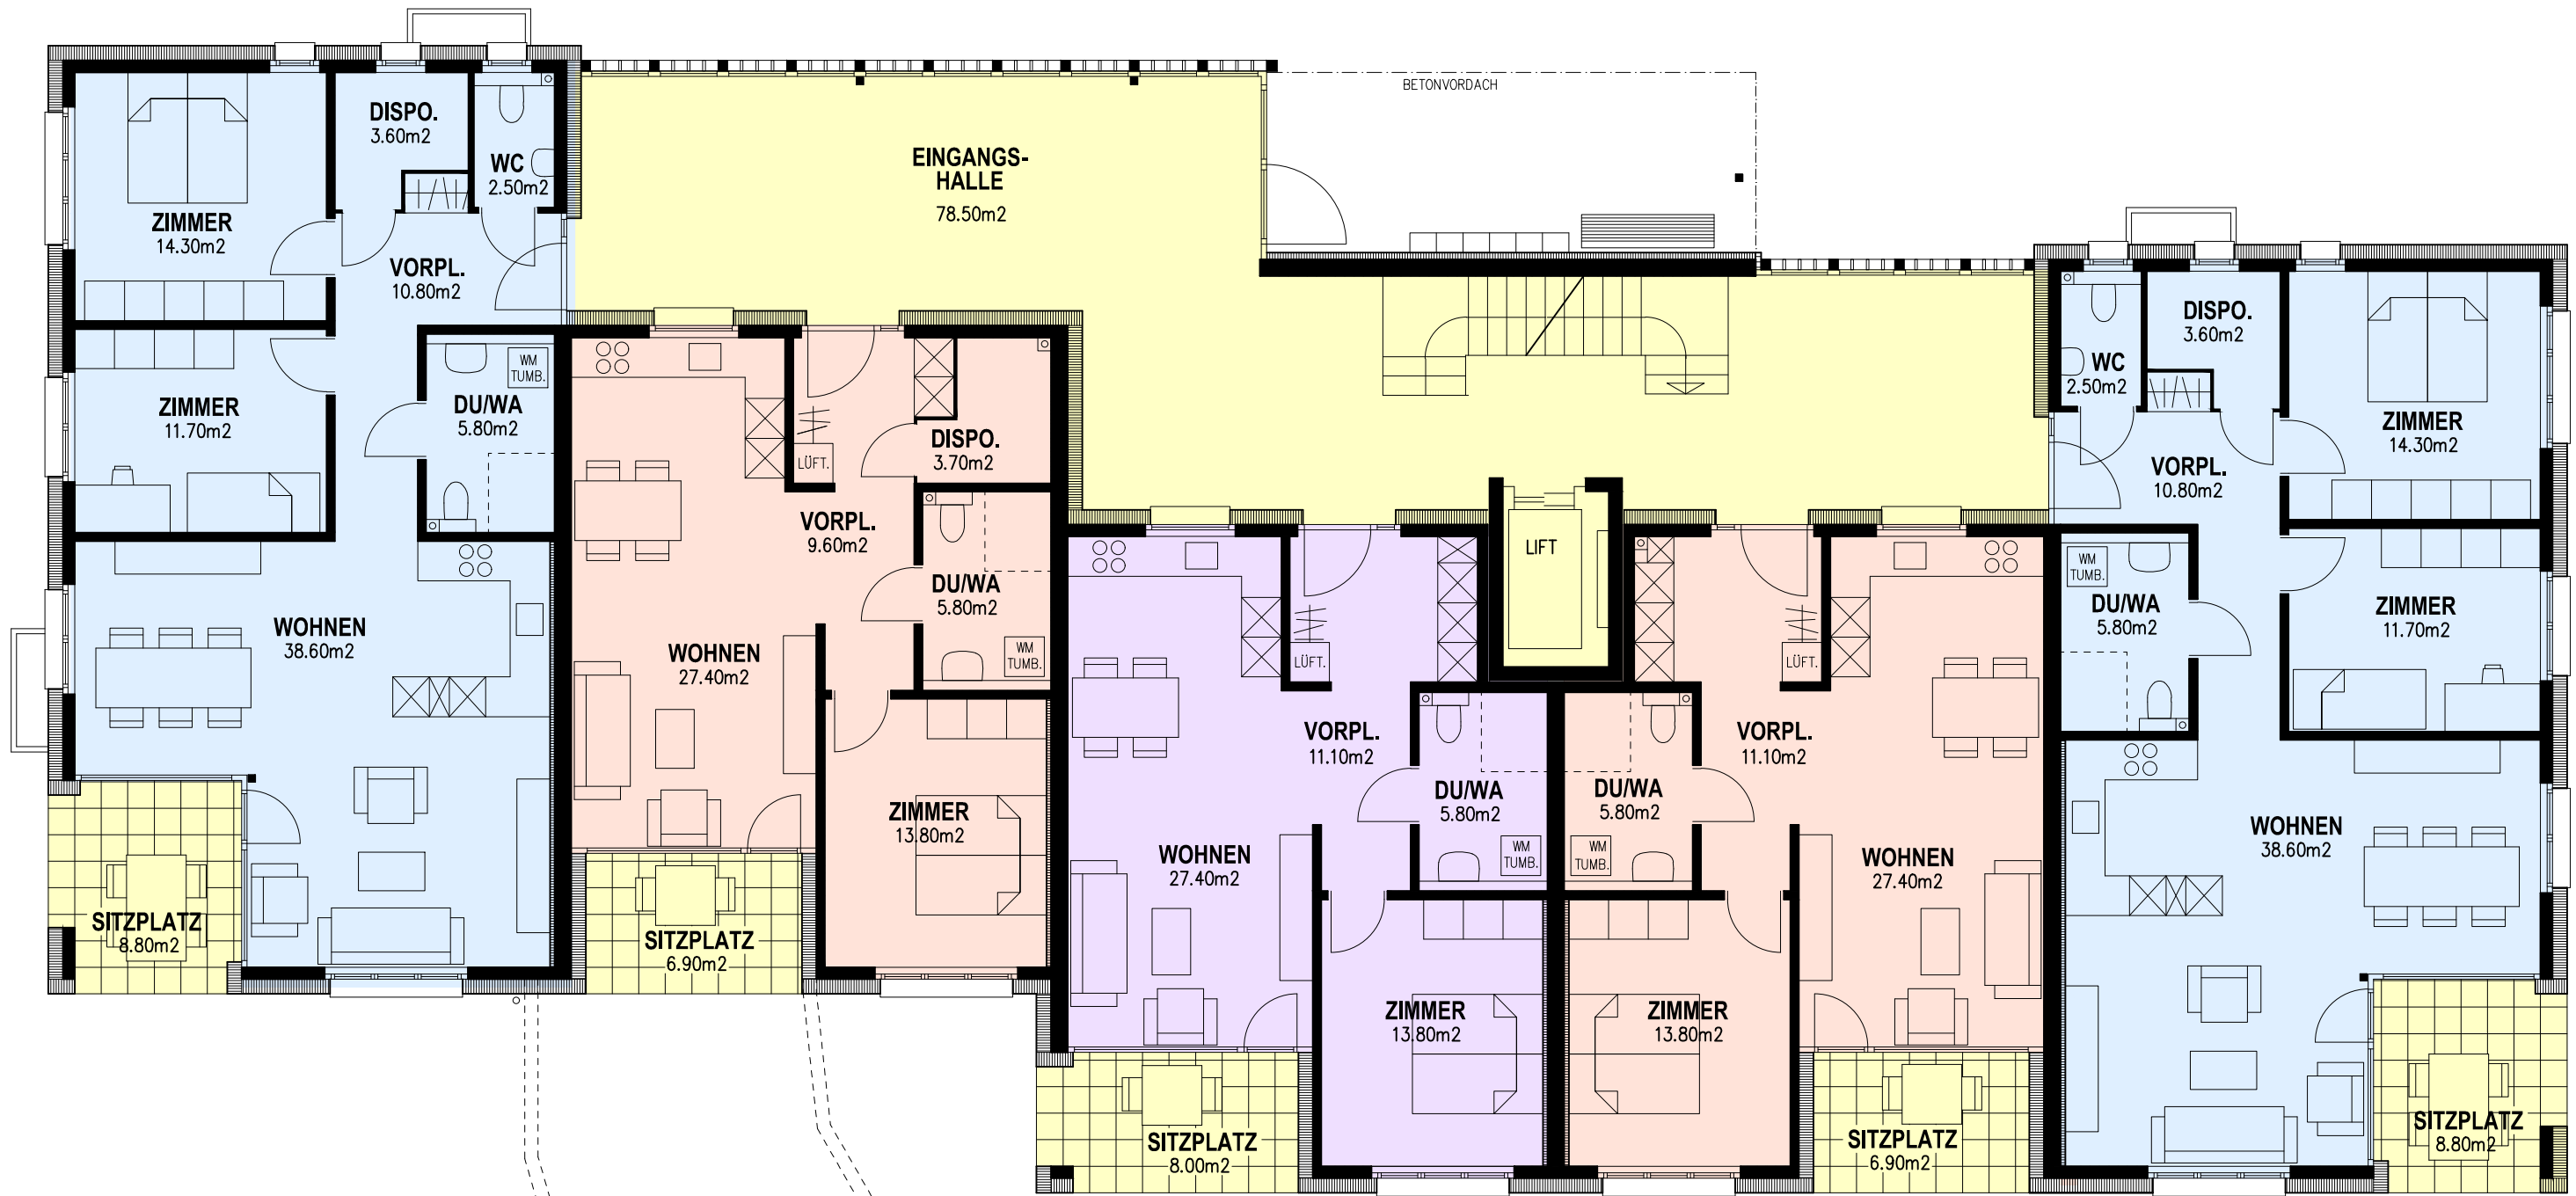 BETONVORDACH
EINGANGS-
HALLE
78.50m2
DISPO.
3.60m2
WC
2.50m2
ZIMMER
14.30m2
VORPL.
10.80m2
ZIMMER
11.70m2
WM
TUMB.
DU/WA
5.80m2
WOHNEN
38.60m2
SITZPLATZ
8.80m2
LÜFT.
DISPO.
3.70m2
VORPL.
9.60m2
DU/WA
5.80m2
WM
TUMB.
WOHNEN
27.40m2
ZIMMER
13.80m2
SITZPLATZ
6.90m2
LIFT
LÜFT.
VORPL.
11.10m2
DU/WA
5.80m2
WM
TUMB.
WOHNEN
27.40m2
ZIMMER
13.80m2
SITZPLATZ
8.00m2
LÜFT.
VORPL.
11.10m2
DU/WA
5.80m2
WM
TUMB.
WOHNEN
27.40m2
ZIMMER
13.80m2
SITZPLATZ
6.90m2
DISPO.
3.60m2
WC
2.50m2
ZIMMER
14.30m2
VORPL.
10.80m2
WM
TUMB.
DU/WA
5.80m2
ZIMMER
11.70m2
WOHNEN
38.60m2
SITZPLATZ
8.80m2